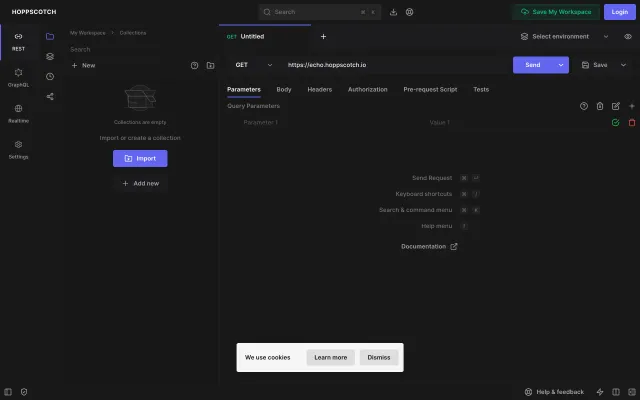 HOPPSCOTCH
Search
K
Save My Workspace
Login
REST
GraphQL
Realtime
Settings
My Workspace
Collections
Search
New
Collections are empty
Import or create a collection
Import
Add new
GET Untitled
Select environment
GET
https://echo.hoppscotch.io
Send
Save
Parameters Body Headers Authorization Pre-request Script Tests
Query Parameters
Parameter 1
Value 1
Send Request
Keyboard shortcuts
Search & command menu
K
Help menu
Documentation
We use cookies
Learn more
Dismiss
Help & feedback